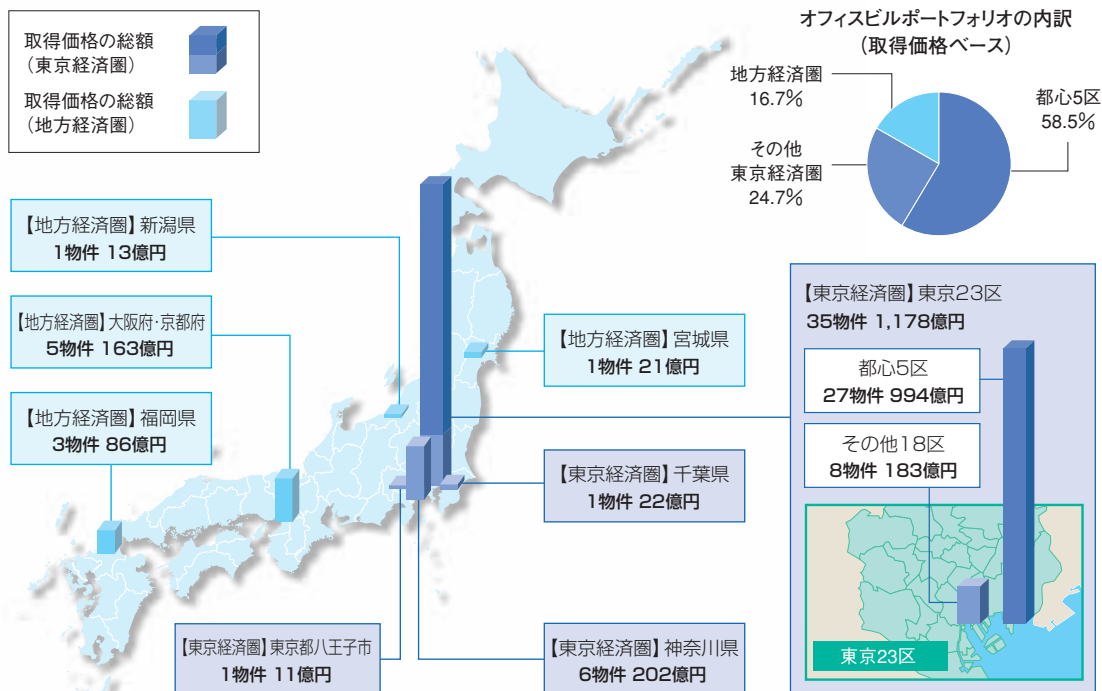 取得価格の総額
(東京経済圏)
取得価格の総額
(地方経済圏)
オフィスビルポートフォリオの内訳
(取得価格ベース)
地方経済圏
16.7%
都心5区
58.5%
その他
東京経済圏
24.7%
【地方経済圏】新潟県
1物件 13億円
【地方経済圏】大阪府・京都府
5物件 163億円
【地方経済圏】福岡県
3物件 86億円
【地方経済圏】宮城県
1物件 21億円
【東京経済圏】千葉県
1物件 22億円
【東京経済圏】東京都八王子市
1物件 11億円
【東京経済圏】神奈川県
6物件 202億円
【東京経済圏】東京23区
35物件 1,178億円
都心5区
27物件 994億円
その他18区
8物件 183億円
東京23区